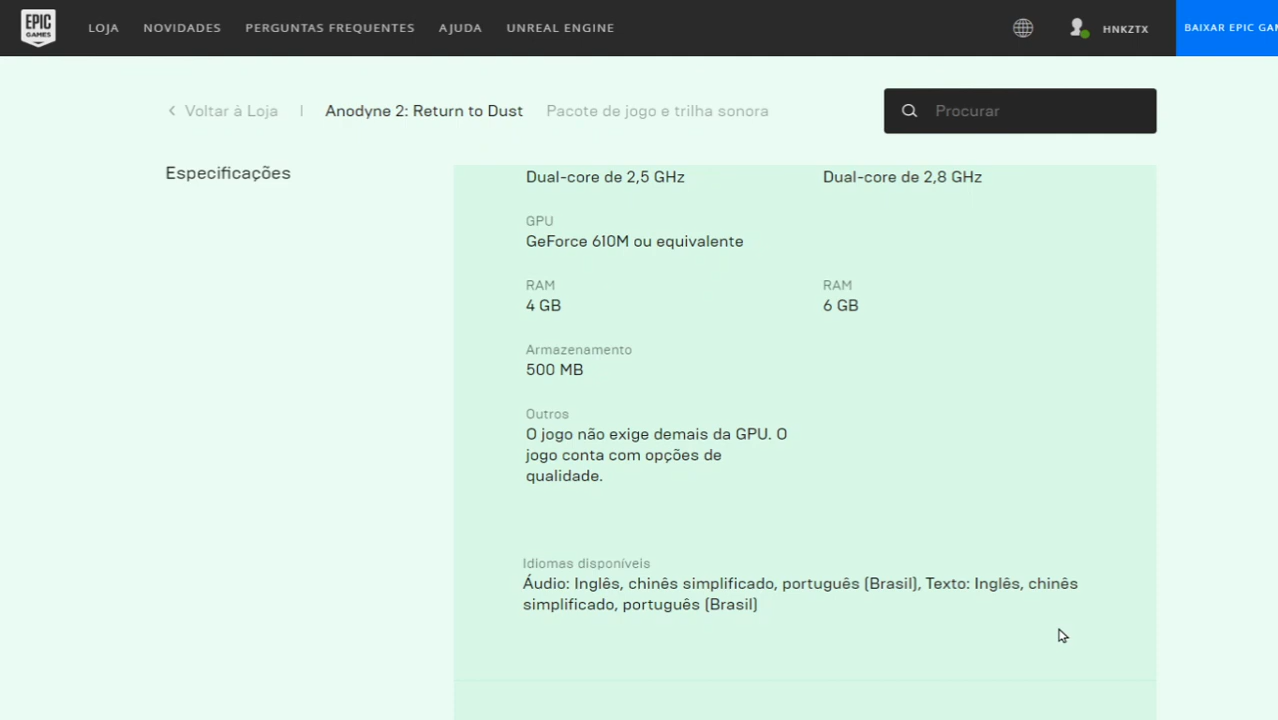 EPIC GAMES
LOJA NOVIDADES PERGUNTAS FREQUENTES AJUDA UNREAL ENGINE HNKZTX BAIXAR EPIC GAM
Voltar à Loja | Anodyne 2: Return to Dust Pacote de jogo e trilha sonora Procurar
Especificações
Dual-core de 2,5 GHz Dual-core de 2,8 GHz
GPU
GeForce 610M ou equivalente
RAM RAM
4 GB 6 GB
Armazenamento
500 MB
Outros
O jogo não exige demais da GPU. O
jogo conta com opções de
qualidade.
Idiomas disponíveis
Áudio: Inglês, chinês simplificado, português (Brasil), Texto: Inglês, chinês
simplificado, português (Brasil)